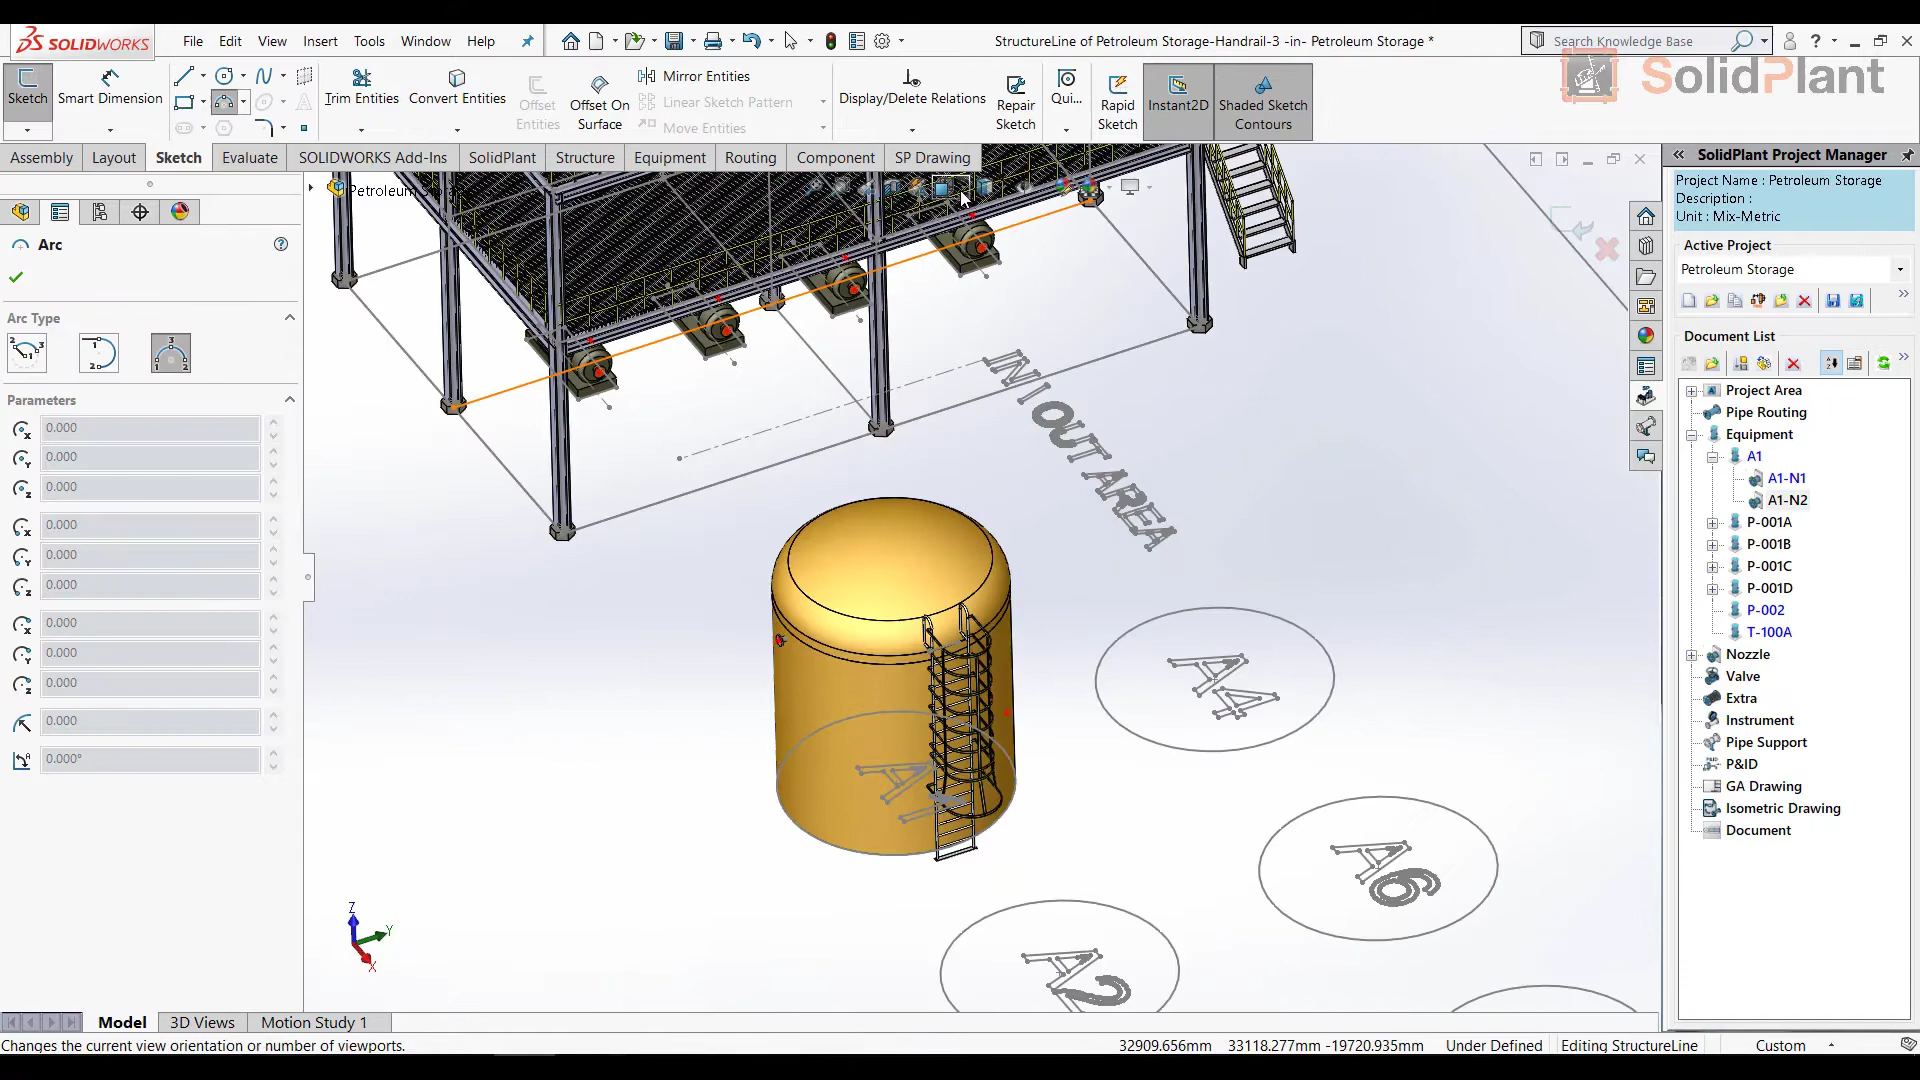 SOLIDWORKS
File Edit View Insert Tools Window Help
StructureLine of Petroleum Storage-Handrail-3 -in- Petroleum Storage *
Search Knowledge Base
SolidPlant
Sketch
Smart Dimension
Trim Entities
Convert Entities
Offset Entities
Offset On Surface
Mirror Entities
Linear Sketch Pattern
Move Entities
Display/Delete Relations
Repair Sketch
Qui...
Rapid Sketch
Instant2D
Shaded Sketch Contours
Assembly Layout Sketch Evaluate SOLIDWORKS Add-Ins SolidPlant Structure Equipment Routing Component SP Drawing
Petroleum Stora
Arc
Arc Type
Parameters
0.000
0.000
0.000
0.000
0.000
0.000
0.000
0.000
0.000
0.000
0.000°
OUT AREA
A4
A6
A2
Z
Y
X
SolidPlant Project Manager
Project Name : Petroleum Storage
Description :
Unit : Mix-Metric
Active Project
Petroleum Storage
Document List
Project Area
Pipe Routing
Equipment
A1
A1-N1
A1-N2
P-001A
P-001B
P-001C
P-001D
P-002
T-100A
Nozzle
Valve
Extra
Instrument
Pipe Support
P&ID
GA Drawing
Isometric Drawing
Document
Model 3D Views Motion Study 1
Changes the current view orientation or number of viewports.
32909.656mm 33118.277mm -19720.935mm Under Defined Editing StructureLine Custom